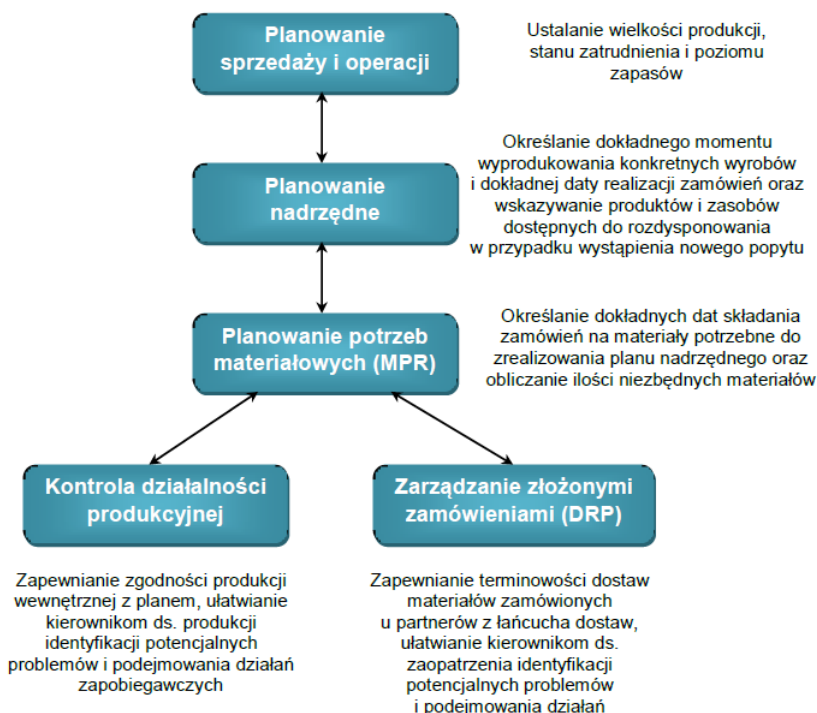 Planowanie
sprzedaży i operacji
Ustalanie wielkości produkcji,
stanu zatrudnienia i poziomu
zapasów
Planowanie
nadrzędne
Określanie dokładnego momentu
wyprodukowania konkretnych wyrobów
i dokładnej daty realizacji zamówień oraz
wskazywanie produktów i zasobów
dostępnych do rozdysponowania
w przypadku wystąpienia nowego popytu
Planowanie potrzeb
materiałowych (MPR)
Określanie dokładnych dat składania
zamówień na materiały potrzebne do
zrealizowania planu nadrzędnego oraz
obliczanie ilości niezbędnych materiałów
Kontrola działalności
produkcyjnej
Zapewnianie zgodności produkcji
wewnętrznej z planem, ułatwianie
kierownikom ds. produkcji
identyfikacji potencjalnych
problemów i podejmowania działań
zapobiegawczych
Zarządzanie złożonymi
zamówieniami (DRP)
Zapewnianie terminowości dostaw
materiałów zamówionych
u partnerów z łańcucha dostaw,
ułatwianie kierownikom ds.
zaopatrzenia identyfikacji
potencjalnych problemów
i podejmowania działań